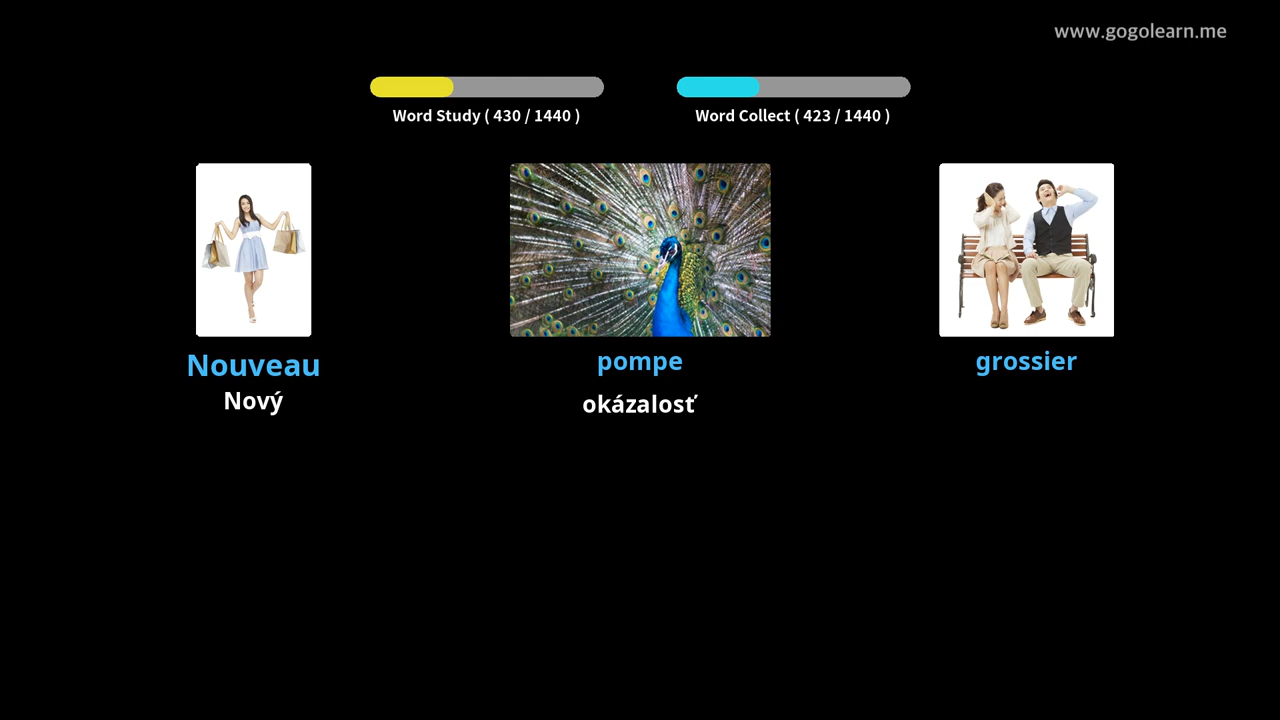 www.gogolearn.me
Word Study ( 430 / 1440 )
Word Collect ( 423 / 1440 )
Nouveau
Nový
pompe
okázalosť
grossier